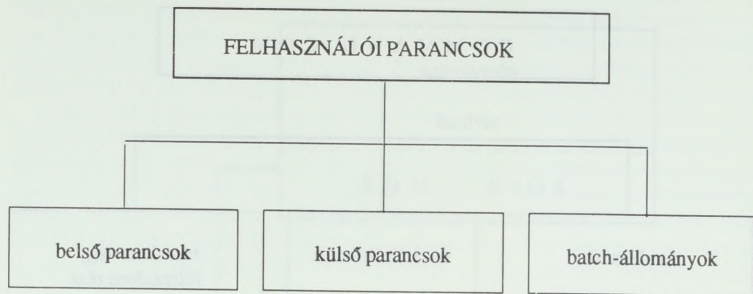 FELHASZNÁLÓI PARANCSOK
belső parancsok
külső parancsok
batch-állományok